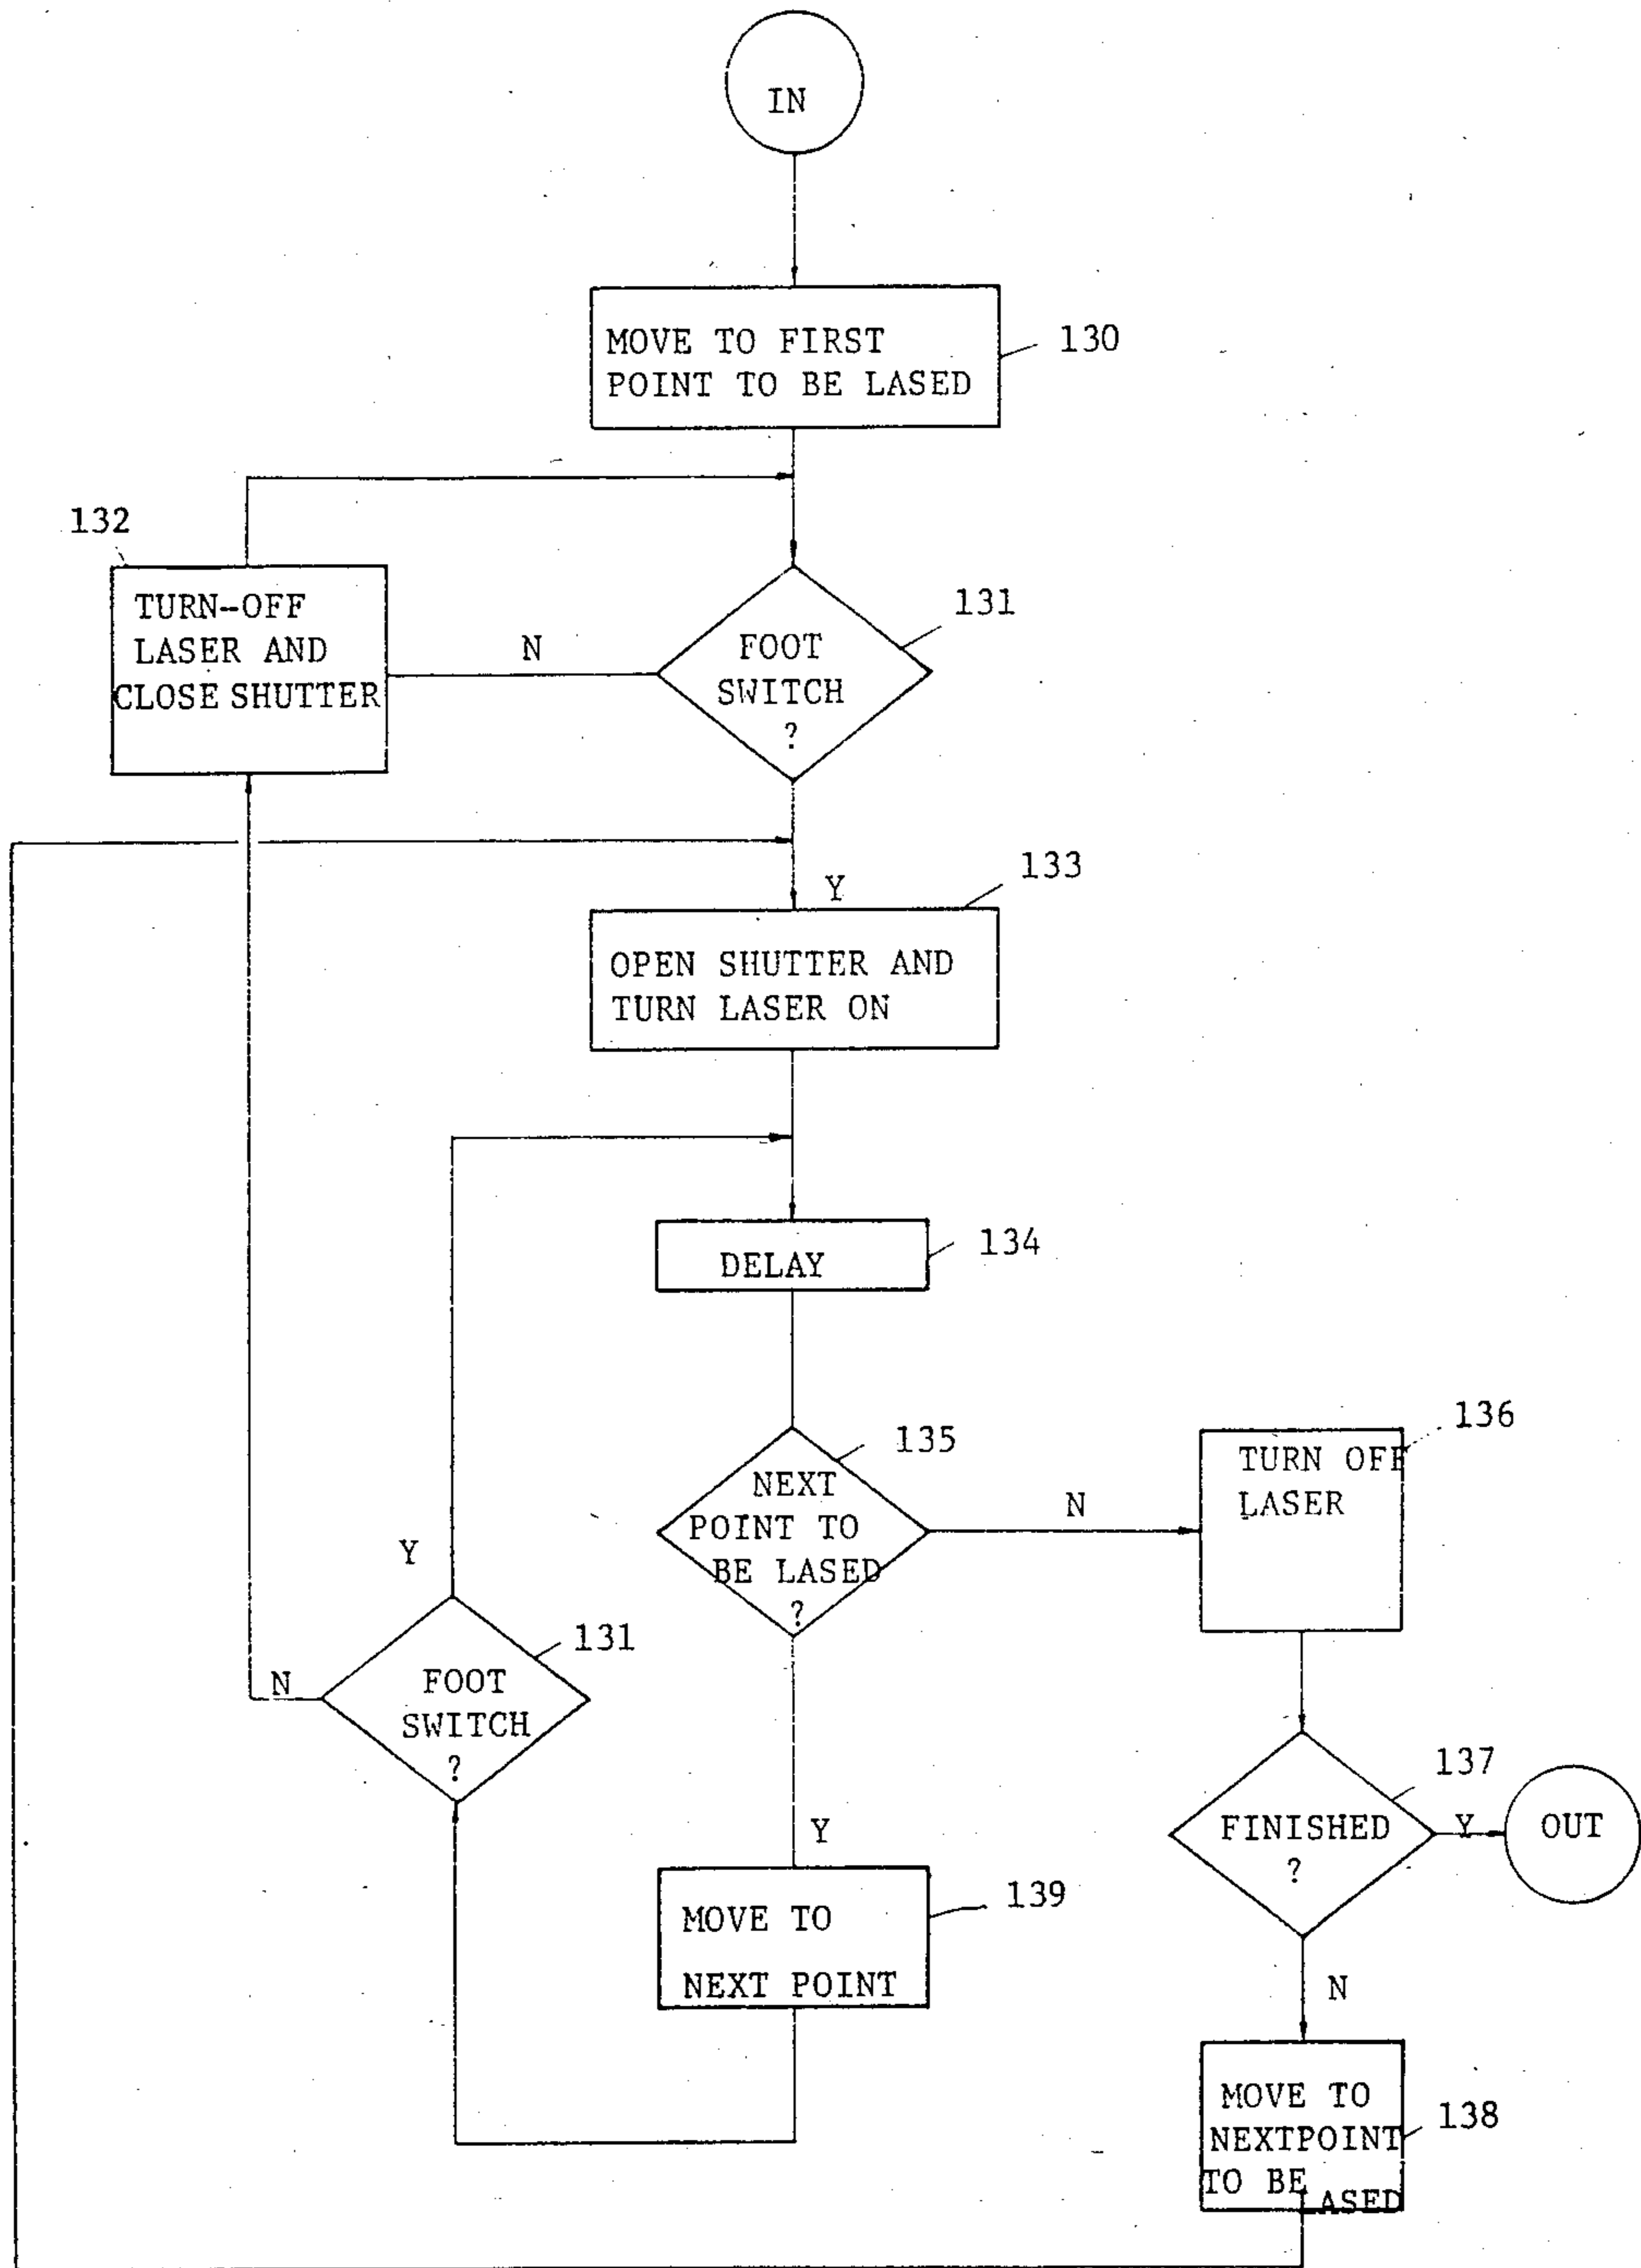 IN
MOVE TO FIRST
POINT TO BE LASED
130
132
TURN-OFF
LASER AND
CLOSE SHUTTER
N
FOOT
SWITCH
?
131
Y
133
OPEN SHUTTER AND
TURN LASER ON
DELAY
134
135
NEXT
POINT TO
BE LASED
?
N
136
TURN OFF
LASER
Y
131
N
FOOT
SWITCH
?
137
FINISHED
?
Y
OUT
Y
139
MOVE TO
NEXT POINT
N
MOVE TO
NEXTPOINT
TO BE LASED
138